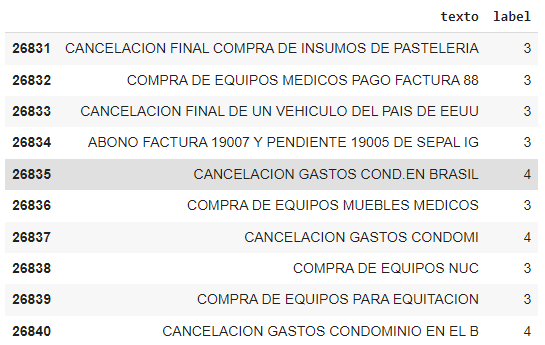 texto label
26831 CANCELACION FINAL COMPRA DE INSUMOS DE PASTELERIA 3
26832 COMPRA DE EQUIPOS MEDICOS PAGO FACTURA 88 3
26833 CANCELACION FINAL DE UN VEHICULO DEL PAIS DE EEUU 3
26834 ABONO FACTURA 19007 Y PENDIENTE 19005 DE SEPAL IG 3
26835 CANCELACION GASTOS COND.EN BRASIL 4
26836 COMPRA DE EQUIPOS MUEBLES MEDICOS 3
26837 CANCELACION GASTOS CONDOMI 4
26838 COMPRA DE EQUIPOS NUC 3
26839 COMPRA DE EQUIPOS PARA EQUITACION 3
26840 CANCELACION GASTOS CONDOMINIO EN EL B 4